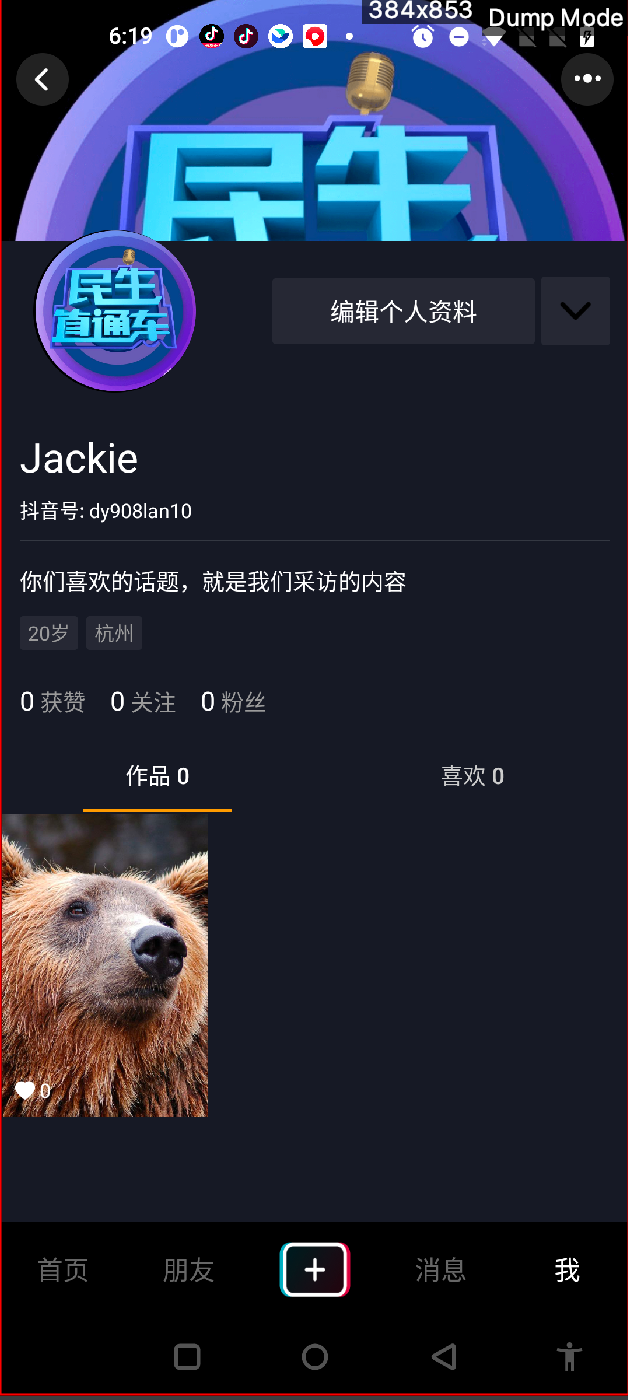 384x853
Dump Mode
6:19
民生
民生
直通车
编辑个人资料
Jackie
抖音号: dy908lan10
你们喜欢的话题，就是我们采访的内容
20岁 杭州
0 获赞 0 关注 0 粉丝
作品 0 喜欢 0
0
首页 朋友 消息 我